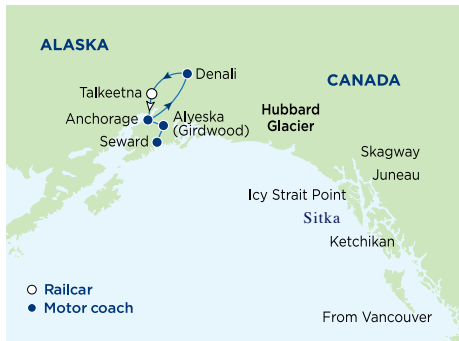 ALASKA
Denali
CANADA
Talkeetna
Anchorage
Alyeska
(Girdwood)
Hubbard
Glacier
Seward
Skagway
Juneau
Icy Strait Point
Sitka
Ketchikan
Railcar
Motor coach
From Vancouver